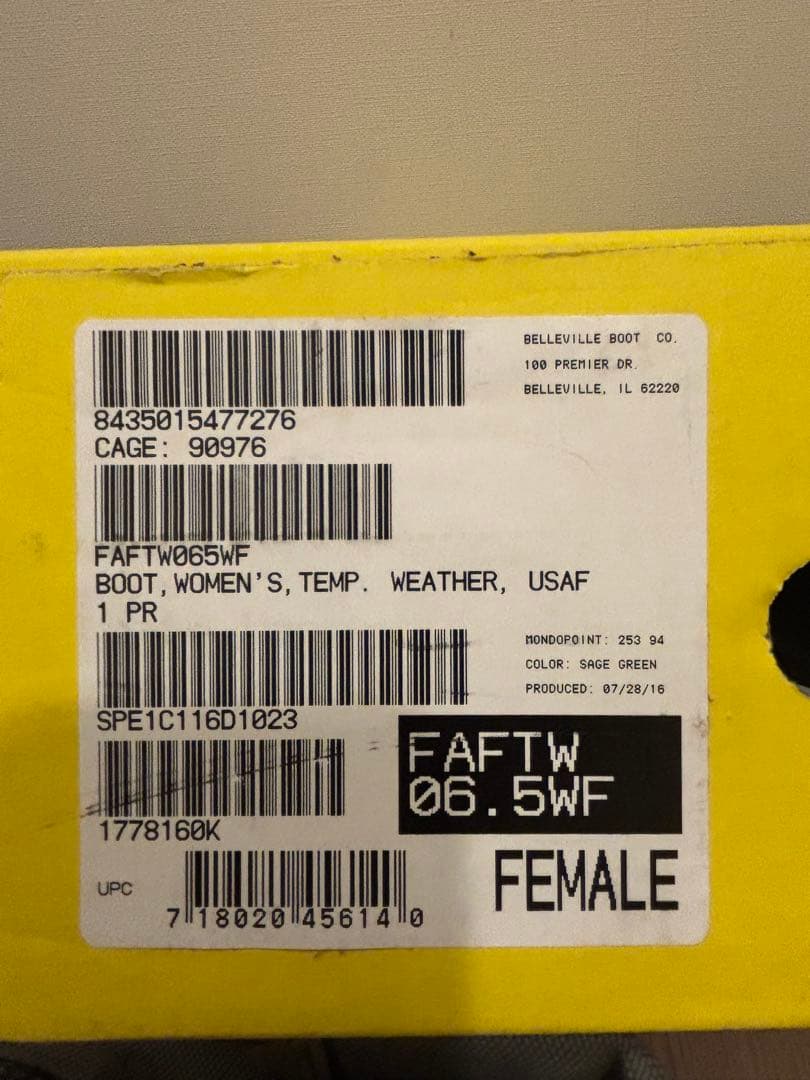 BELLEVILLE BOOT CO.
100 PREMIER DR.
BELLEVILLE, IL 62220
8435015477276
CAGE: 90976
FAFTW065WF
BOOT, WOMEN'S, TEMP. WEATHER, USAF
1 PR
MONDOPOINT: 253 94
COLOR: SAGE GREEN
PRODUCED: 07/28/16
SPE1C116D1023
FAFTW
06.5WF
1778160K
FEMALE
UPC
7 18020 45614 0